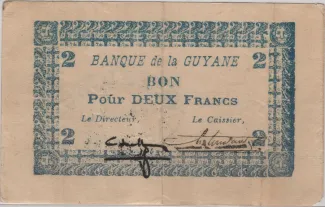 2 2
BANQUE de la GUYANE
BON
POUR DEUX FRANCS
Le Directeur, Le Caissier,
2 2